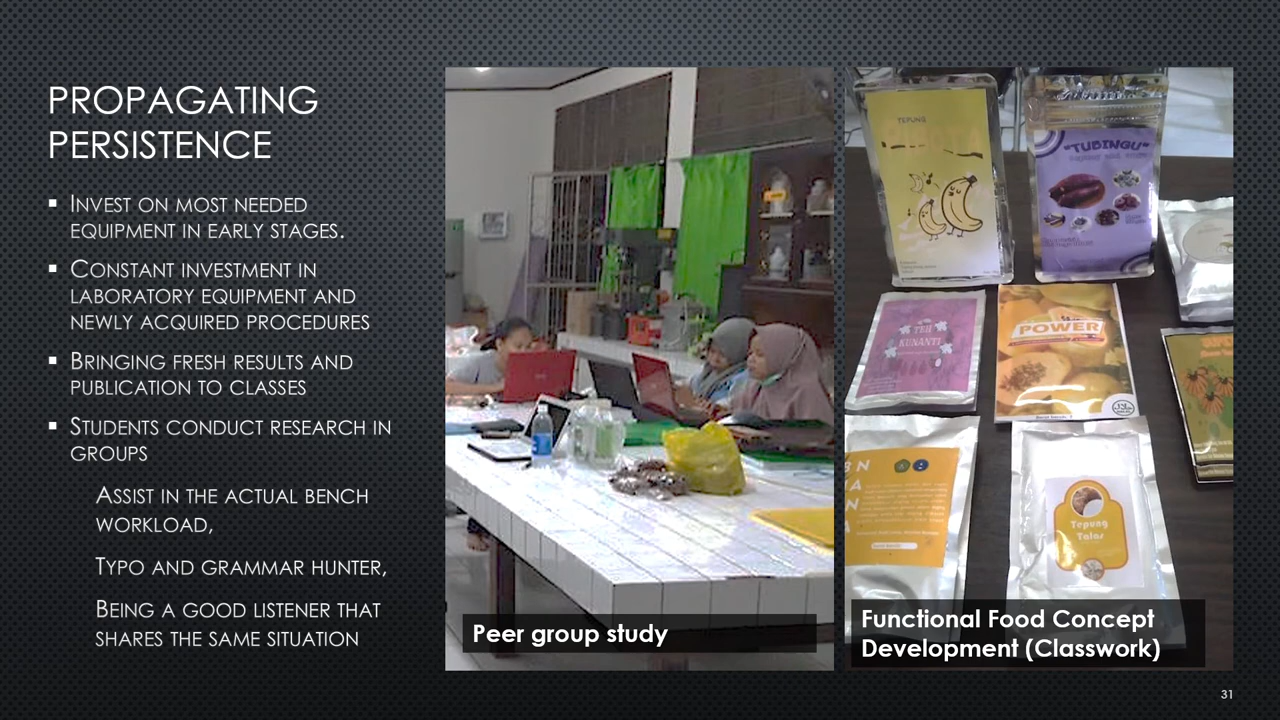 PROPAGATING
PERSISTENCE
▪ INVEST ON MOST NEEDED
EQUIPMENT IN EARLY STAGES.
▪ CONSTANT INVESTMENT IN
LABORATORY EQUIPMENT AND
NEWLY ACQUIRED PROCEDURES
▪ BRINGING FRESH RESULTS AND
PUBLICATION TO CLASSES
▪ STUDENTS CONDUCT RESEARCH IN
GROUPS
ASSIST IN THE ACTUAL BENCH
WORKLOAD,
TYPO AND GRAMMAR HUNTER,
BEING A GOOD LISTENER THAT
SHARES THE SAME SITUATION
Peer group study
TEPUNG
"TUBINGU"
TEH
KUNANTI
POWER
Tepung
Talas
Functional Food Concept
Development (Classwork)
31